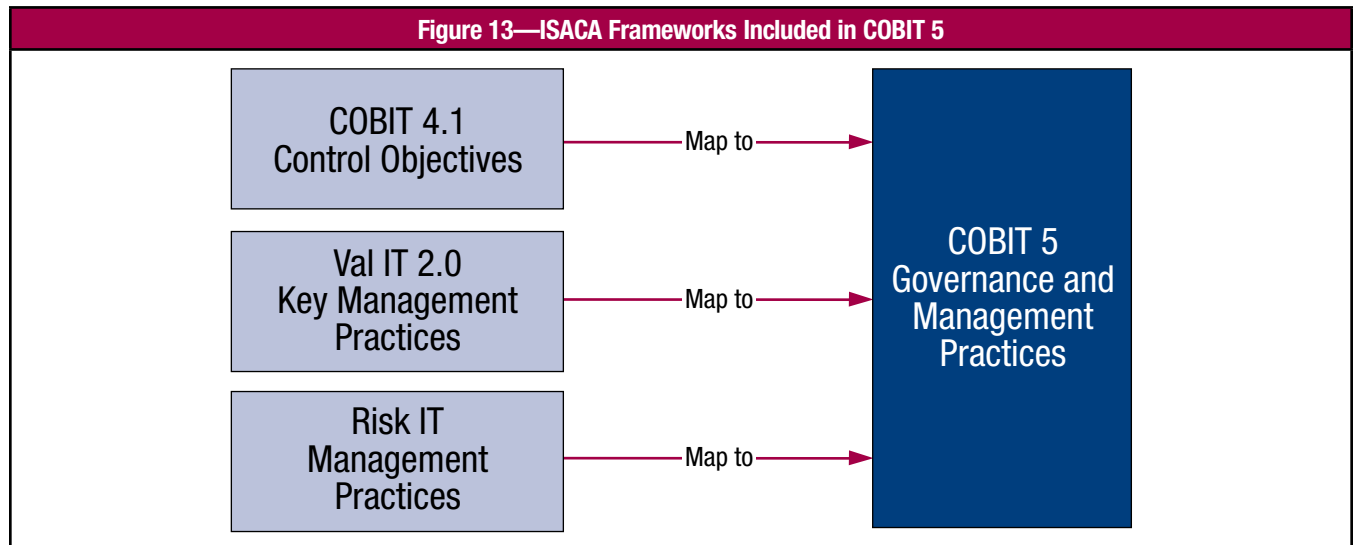 Figure 13—ISACA Frameworks Included in COBIT 5
COBIT 4.1
Control Objectives
Map to
Val IT 2.0
Key Management
Practices
Map to
Risk IT
Management
Practices
Map to
COBIT 5
Governance and
Management
Practices